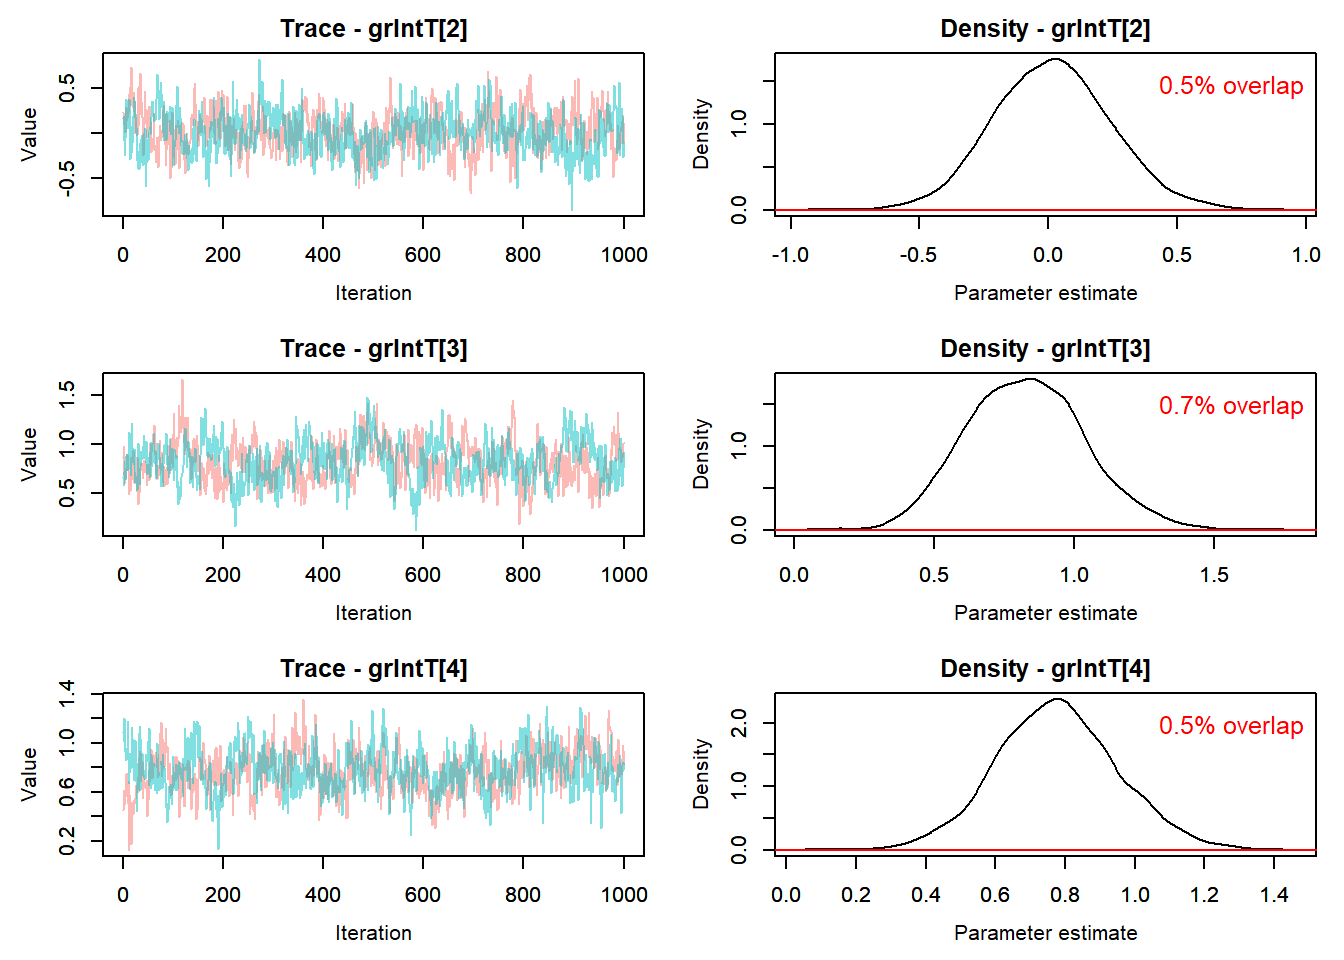 Trace - grIntT[2]
Value
-0.5 0.5
0 200 400 600 800 1000
Iteration
Density - grIntT[2]
0.5% overlap
Density
0.0 1.0
-1.0 -0.5 0.0 0.5 1.0
Parameter estimate
Trace - grIntT[3]
Value
0.5 1.0 1.5
0 200 400 600 800 1000
Iteration
Density - grIntT[3]
0.7% overlap
Density
0.0 1.0
0.0 0.5 1.0 1.5
Parameter estimate
Trace - grIntT[4]
Value
0.2 0.6 1.0 1.4
0 200 400 600 800 1000
Iteration
Density - grIntT[4]
0.5% overlap
Density
0.0 1.0 2.0
0.0 0.2 0.4 0.6 0.8 1.0 1.2 1.4
Parameter estimate